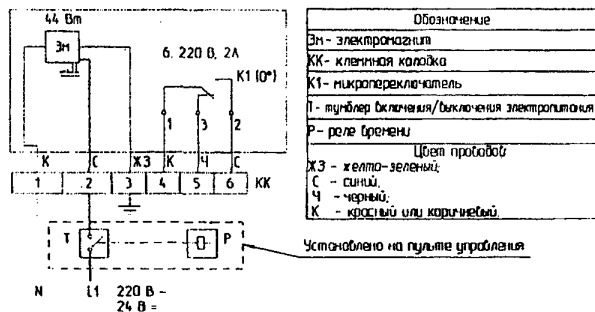 44 Вт
Эм
6. 220 В, 2А
К1 (0°)
1 3 2
К С ЖЗ К Ч С
1 2 3 4 5 6 КК
Т Р
Установлено на пульте управления
N L1 220 В ~
24 В =
Обозначение
Эм- электромагнит
КК- клеммная колодка
К1- микропереключатель
Т- тумблер включения/выключения электропитания
Р- реле времени
Цвет проводов
ЖЗ - желто-зеленый;
С - синий;
Ч - черный;
К - красный или коричневый.